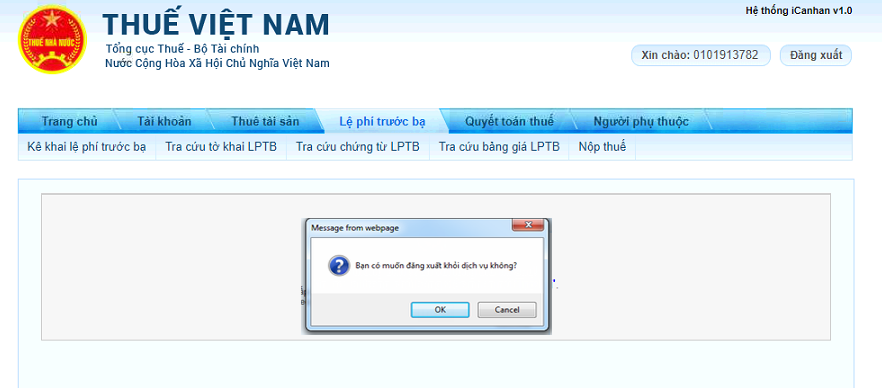 Hệ thống iCanhan v1.0
THUẾ NHÀ NƯỚC
THUẾ VIỆT NAM
Tổng cục Thuế - Bộ Tài chính
Nước Cộng Hòa Xã Hội Chủ Nghĩa Việt Nam
Xin chào: 0101913782 Đăng xuất
Trang chủ Tài khoản Thuê tài sản Lệ phí trước bạ Quyết toán thuế Người phụ thuộc
Kê khai lệ phí trước bạ Tra cứu tờ khai LPTB Tra cứu chứng từ LPTB Tra cứu bảng giá LPTB Nộp thuế
Message from webpage
Bạn có muốn đăng xuất khỏi dịch vụ không?
OK Cancel